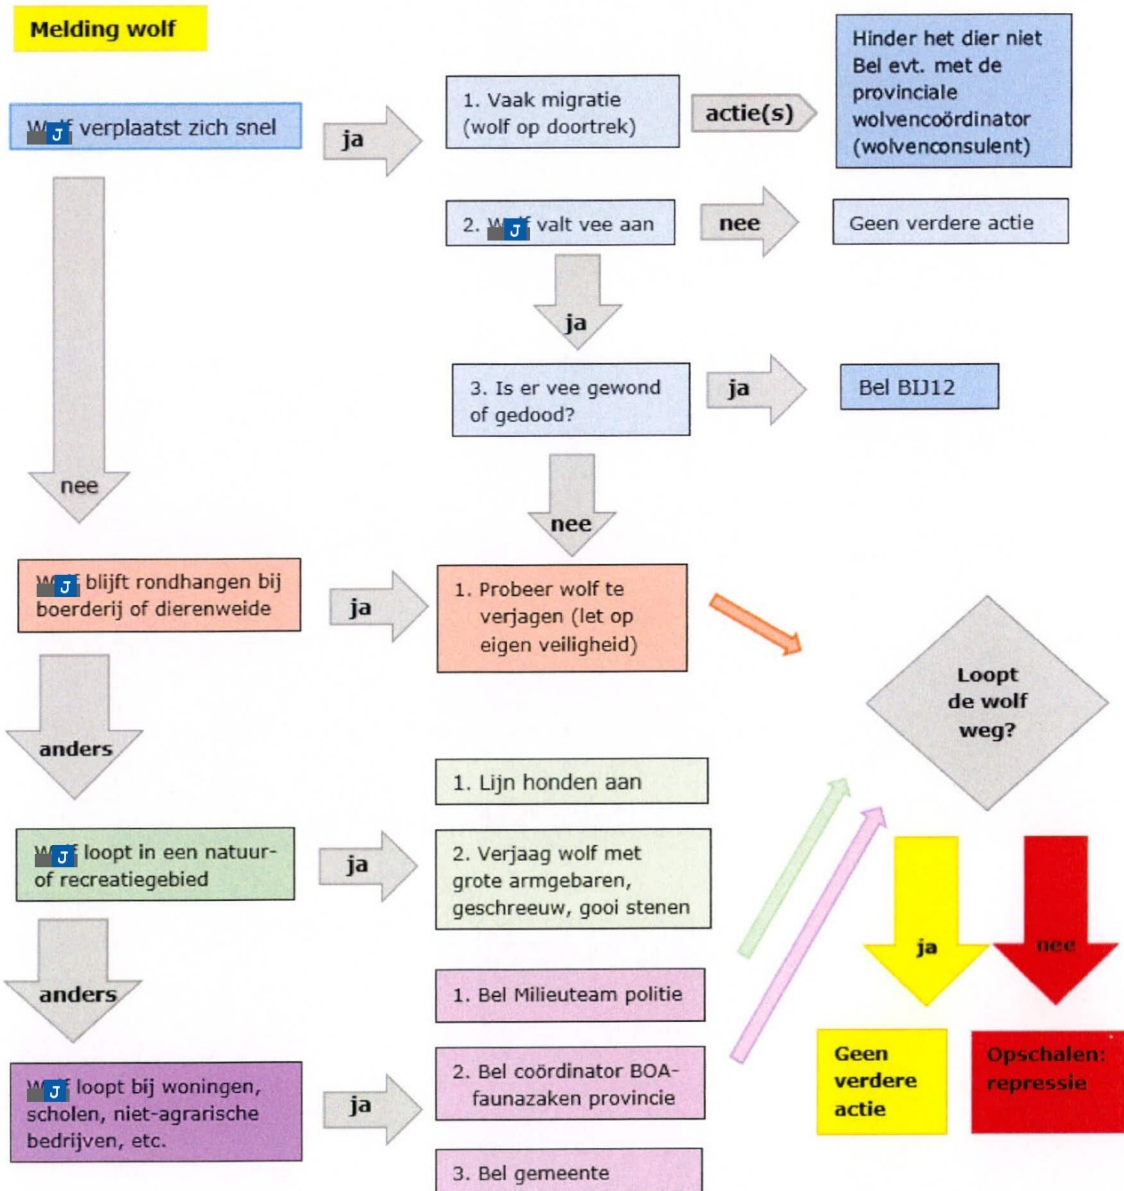 Melding wolf
Wolf verplaatst zich snel
ja
1. Vaak migratie
(wolf op doortrek)
actie(s)
Hinder het dier niet
Bel evt. met de
provinciale
wolvencoördinator
(wolvenconsulent)
2. Wolf valt vee aan
nee
Geen verdere actie
ja
3. Is er vee gewond
of gedood?
ja
Bel BIJ12
nee
nee
Wolf blijft rondhangen bij
boerderij of dierenweide
ja
1. Probeer wolf te
verjagen (let op
eigen veiligheid)
Loopt
de wolf
weg?
anders
1. Lijn honden aan
Wolf loopt in een natuur-
of recreatiegebied
ja
2. Verjaag wolf met
grote armgebaren,
geschreeuw, gooi stenen
ja
nee
anders
1. Bel Milieuteam politie
Wolf loopt bij woningen,
scholen, niet-agrarische
bedrijven, etc.
ja
2. Bel coördinator BOA-
faunazaken provincie
3. Bel gemeente
Geen
verdere
actie
Opschalen:
repressie